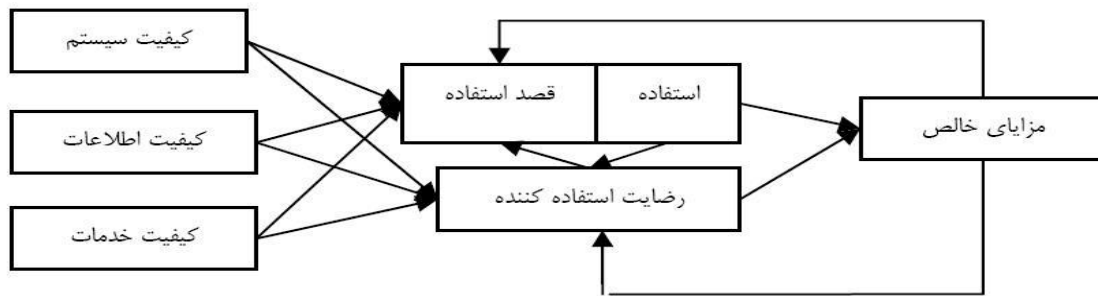 کیفیت سیستم
کیفیت اطلاعات
کیفیت خدمات
قصد استفاده
استفاده
رضایت استفاده کننده
مزایای خالص